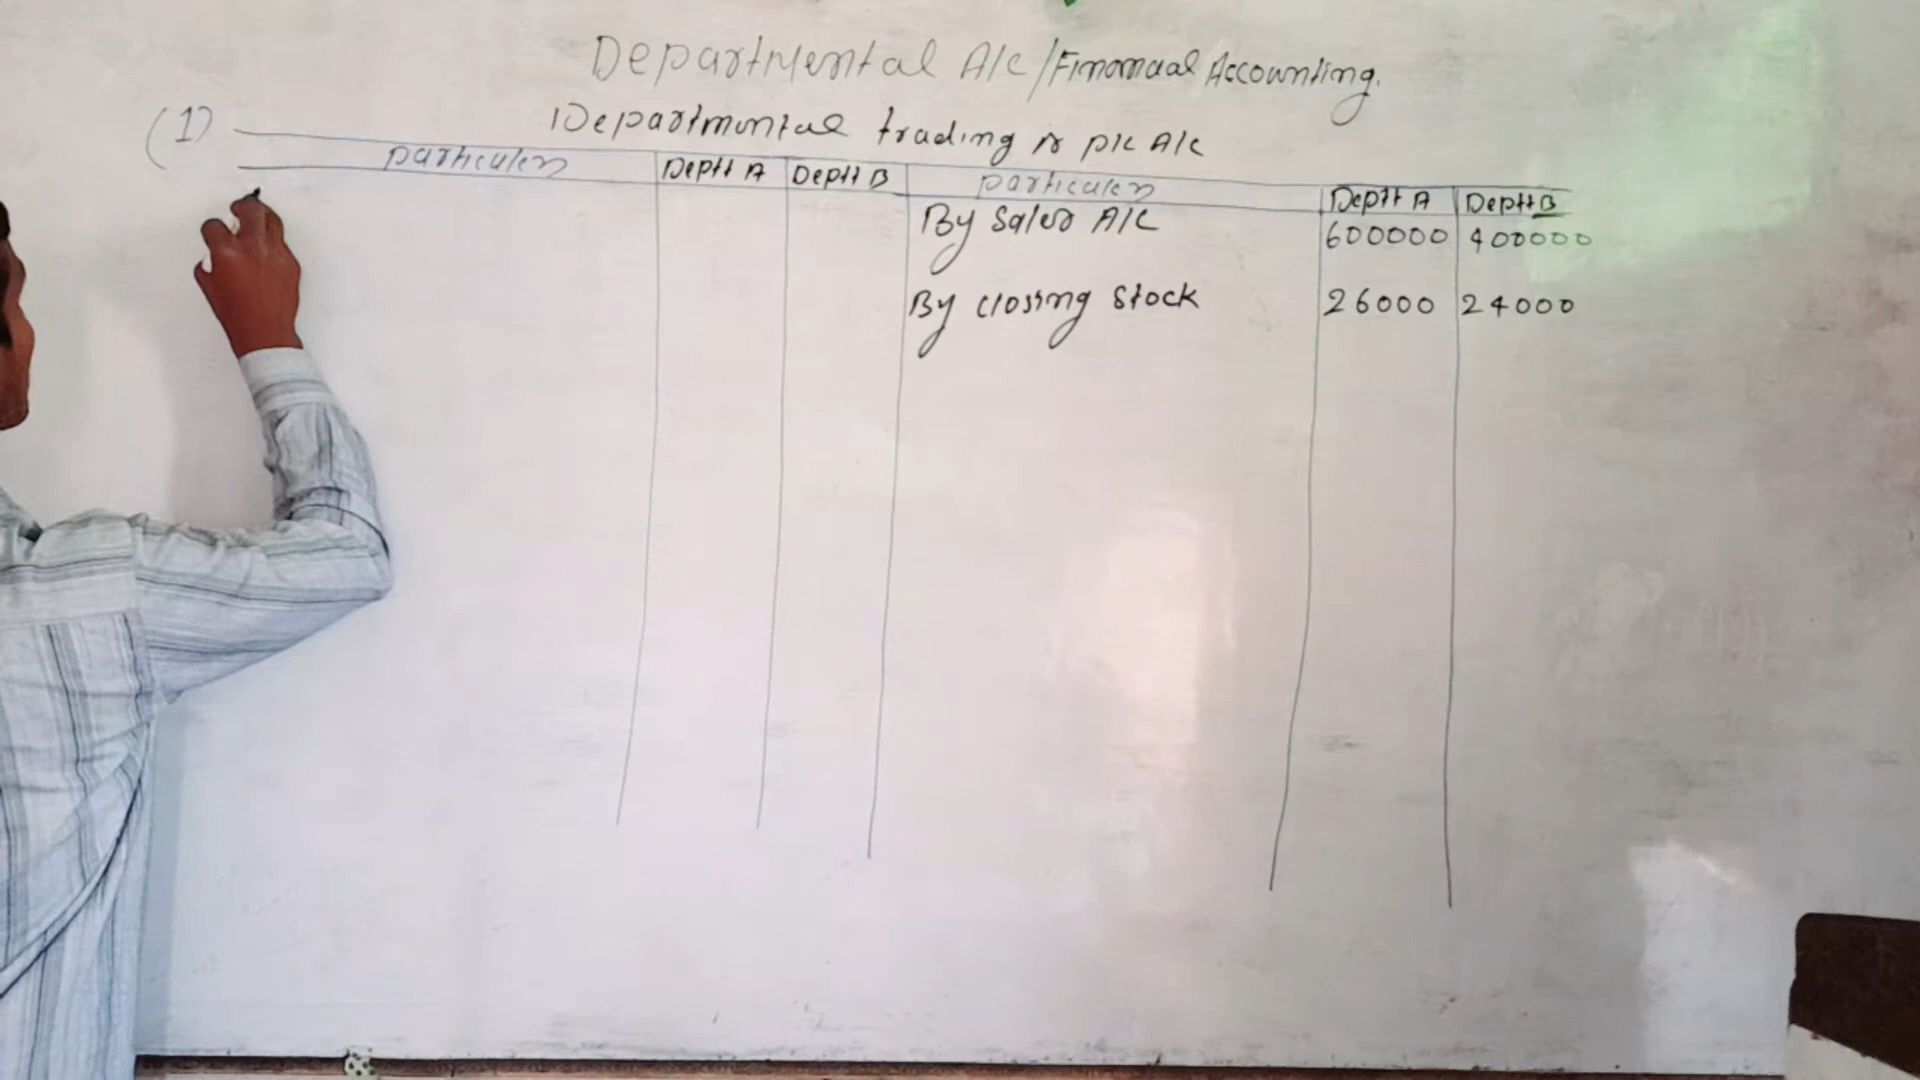 Departmental A/c / Financial Accounting.
(1) Departmental trading & P/L A/c
particulars Deptt A Deptt B particulars Deptt A Deptt B
By Sales A/c 600000 400000
By closing Stock 26000 24000